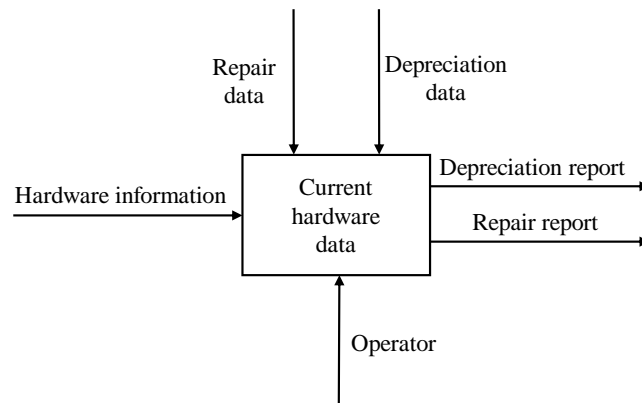 Repair
data
Depreciation
data
Hardware information
Current
hardware
data
Depreciation report
Repair report
Operator